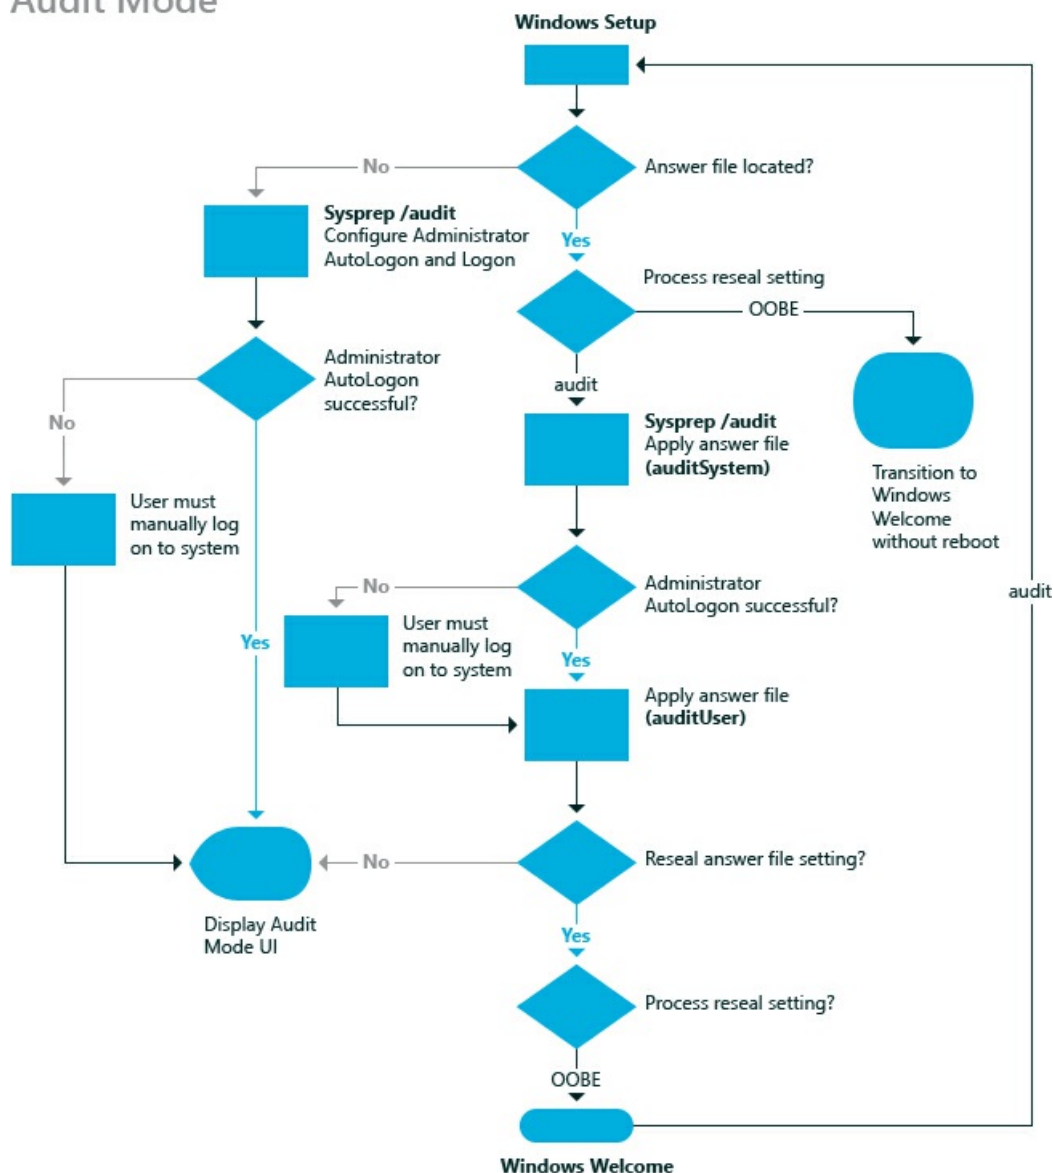 Audit Mode
Windows Setup
Answer file located?
No
Yes
Sysprep /audit
Configure Administrator
AutoLogon and Logon
Process reseal setting
OOBE
audit
Administrator
AutoLogon
successful?
No
Yes
User must
manually log
on to system
Sysprep /audit
Apply answer file
(auditSystem)
Transition to
Windows
Welcome
without reboot
Administrator
AutoLogon successful?
No
Yes
User must
manually log
on to system
Apply answer file
(auditUser)
audit
Reseal answer file setting?
No
Yes
Display Audit
Mode UI
Process reseal setting?
OOBE
Windows Welcome